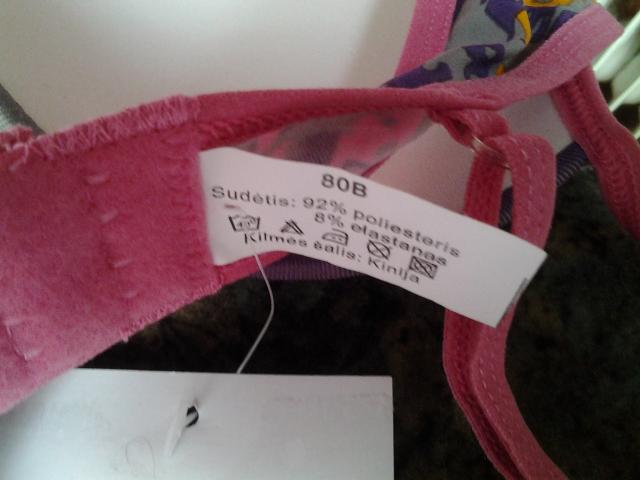 80B
Sudėtis: 92% poliesteris
8% elastanas
Kilmės šalis: Kinija